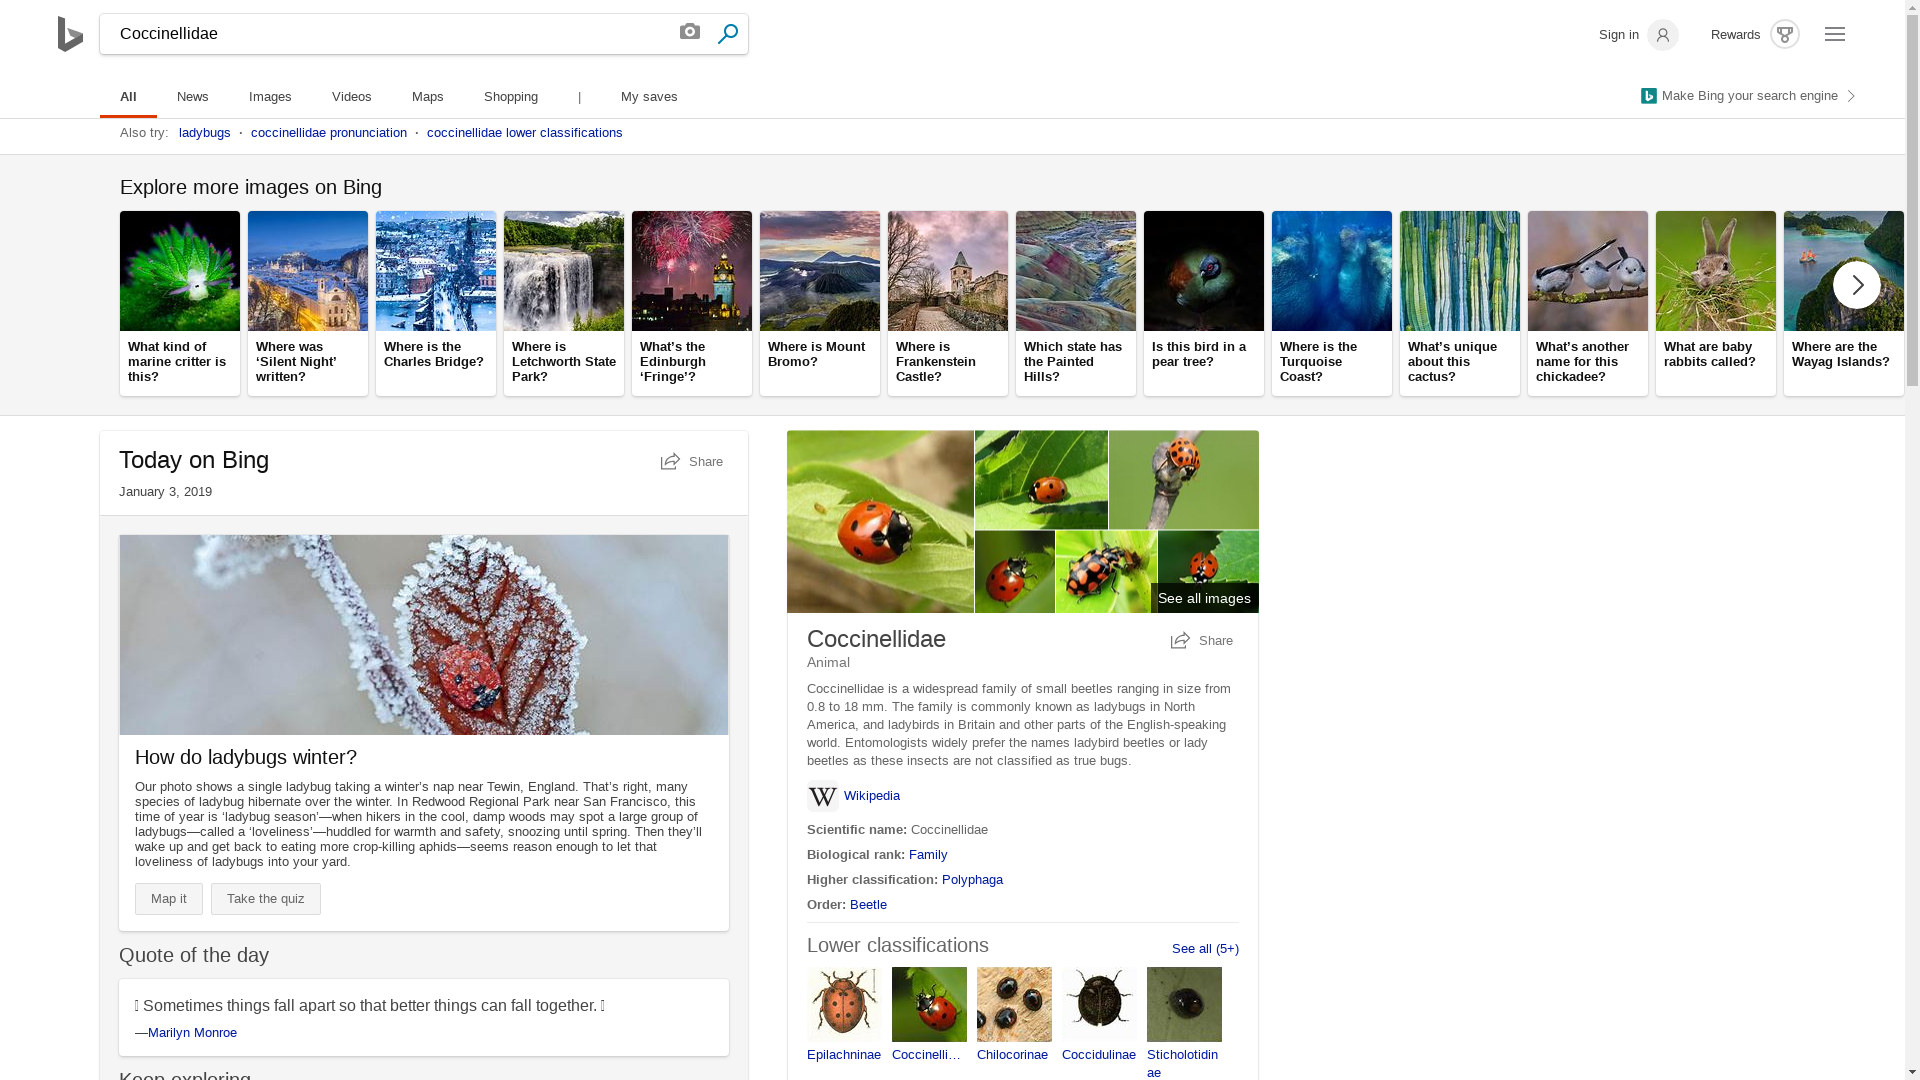 Coccinellidae
Sign in
Rewards
All
News
Images
Videos
Maps
Shopping
|
My saves
Make Bing your search engine
Also try: ladybugs · coccinellidae pronunciation · coccinellidae lower classifications
Explore more images on Bing
What kind of
marine critter is
this?
Where was
‘Silent Night’
written?
Where is the
Charles Bridge?
Where is
Letchworth State
Park?
What’s the
Edinburgh
‘Fringe’?
Where is Mount
Bromo?
Where is
Frankenstein
Castle?
Which state has
the Painted
Hills?
Is this bird in a
pear tree?
Where is the
Turquoise
Coast?
What’s unique
about this
cactus?
What’s another
name for this
chickadee?
What are baby
rabbits called?
Where are the
Wayag Islands?
Today on Bing
Share
January 3, 2019
How do ladybugs winter?
Our photo shows a single ladybug taking a winter’s nap near Tewin, England. That’s right, many
species of ladybug hibernate over the winter. In Redwood Regional Park near San Francisco, this
time of year is ‘ladybug season’—when hikers in the cool, damp woods may spot a large group of
ladybugs—called a ‘loveliness’—huddled for warmth and safety, snoozing until spring. Then they’ll
wake up and get back to eating more crop-killing aphids—seems reason enough to let that
loveliness of ladybugs into your yard.
Map it
Take the quiz
Quote of the day
Sometimes things fall apart so that better things can fall together.
—Marilyn Monroe
Keep exploring
See all images
Coccinellidae
Share
Animal
Coccinellidae is a widespread family of small beetles ranging in size from
0.8 to 18 mm. The family is commonly known as ladybugs in North
America, and ladybirds in Britain and other parts of the English-speaking
world. Entomologists widely prefer the names ladybird beetles or lady
beetles as these insects are not classified as true bugs.
W Wikipedia
Scientific name: Coccinellidae
Biological rank: Family
Higher classification: Polyphaga
Order: Beetle
Lower classifications
See all (5+)
Epilachninae
Coccinelli…
Chilocorinae
Coccidulinae
Sticholotidin
ae